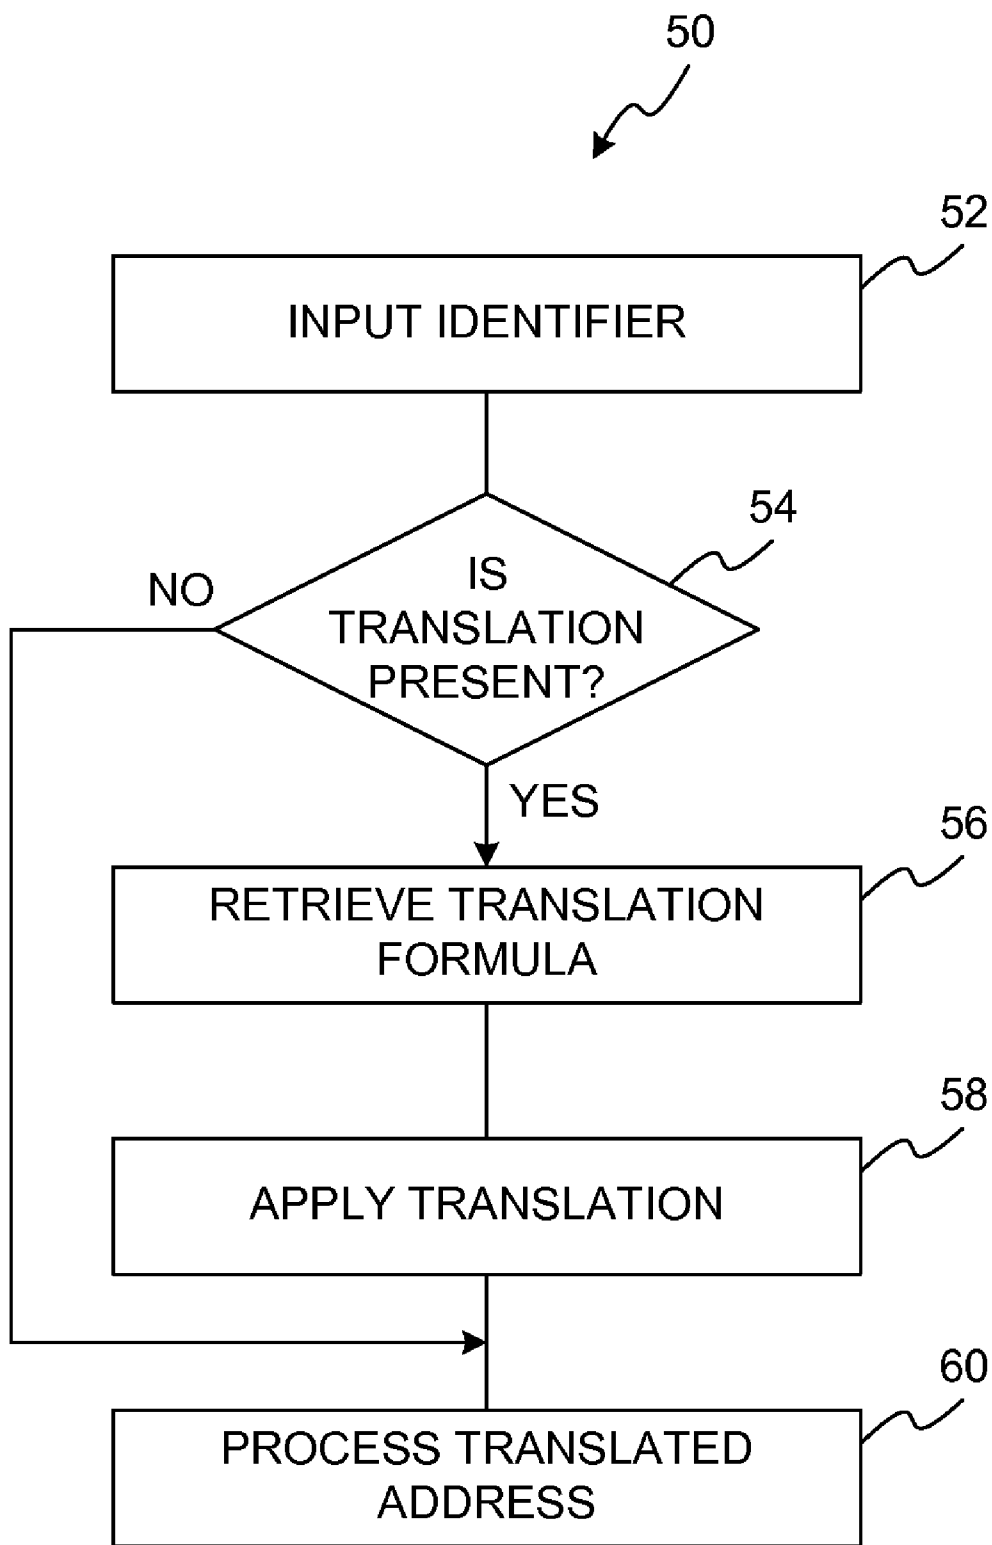 50
52
INPUT IDENTIFIER
54
NO
IS
TRANSLATION
PRESENT?
YES
56
RETRIEVE TRANSLATION
FORMULA
58
APPLY TRANSLATION
60
PROCESS TRANSLATED
ADDRESS